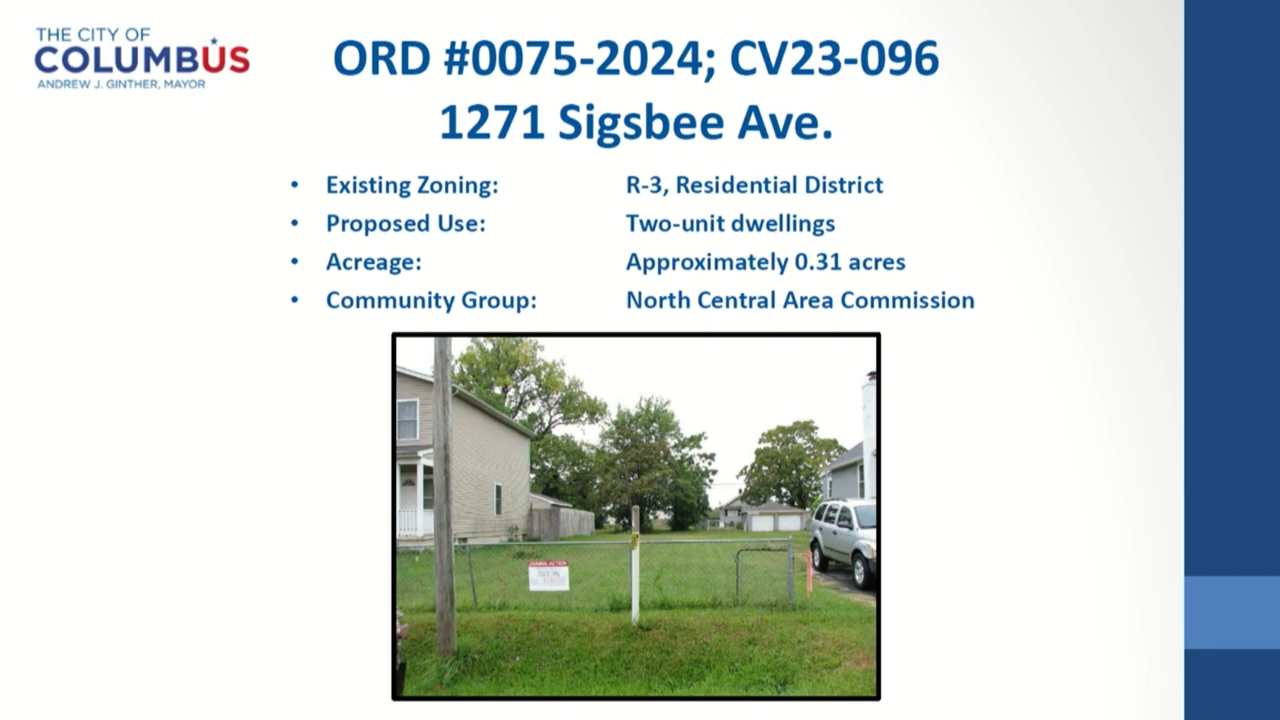 THE CITY OF
COLUMBUS
ANDREW J. GINTHER, MAYOR
ORD #0075-2024; CV23-096
1271 Sigsbee Ave.
• Existing Zoning: R-3, Residential District
• Proposed Use: Two-unit dwellings
• Acreage: Approximately 0.31 acres
• Community Group: North Central Area Commission
ZONING ACTION